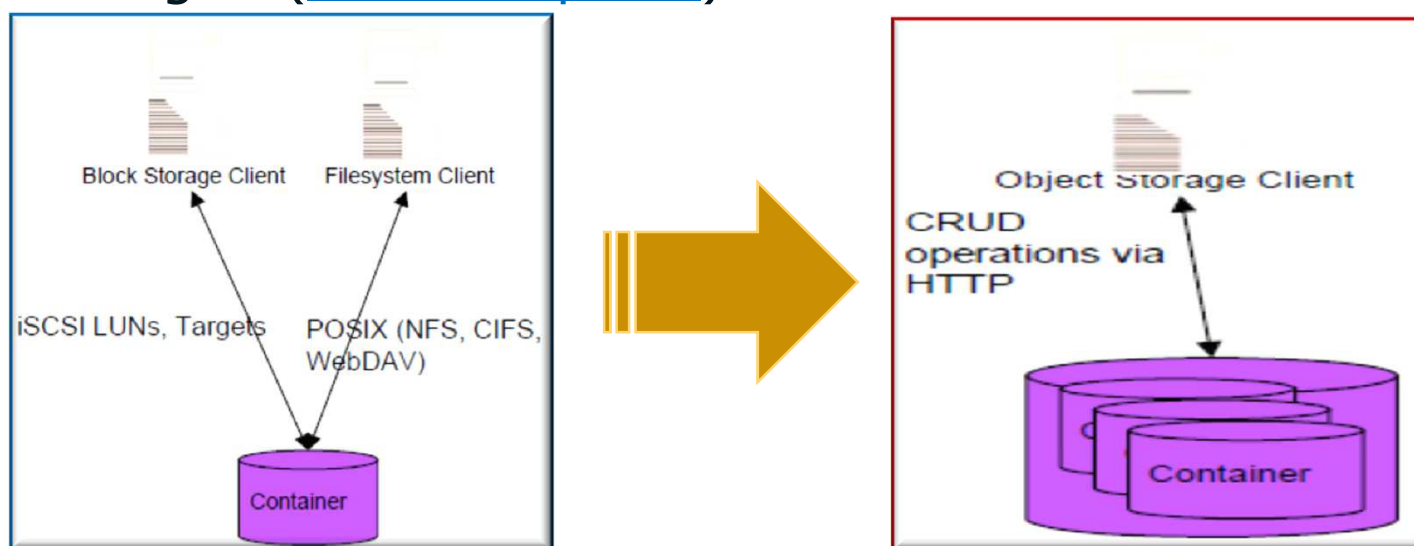 Block Storage Client
Filesystem Client
iSCSI LUNs, Targets
POSIX (NFS, CIFS,
WebDAV)
Container
Object Storage Client
CRUD
operations via
HTTP
Container